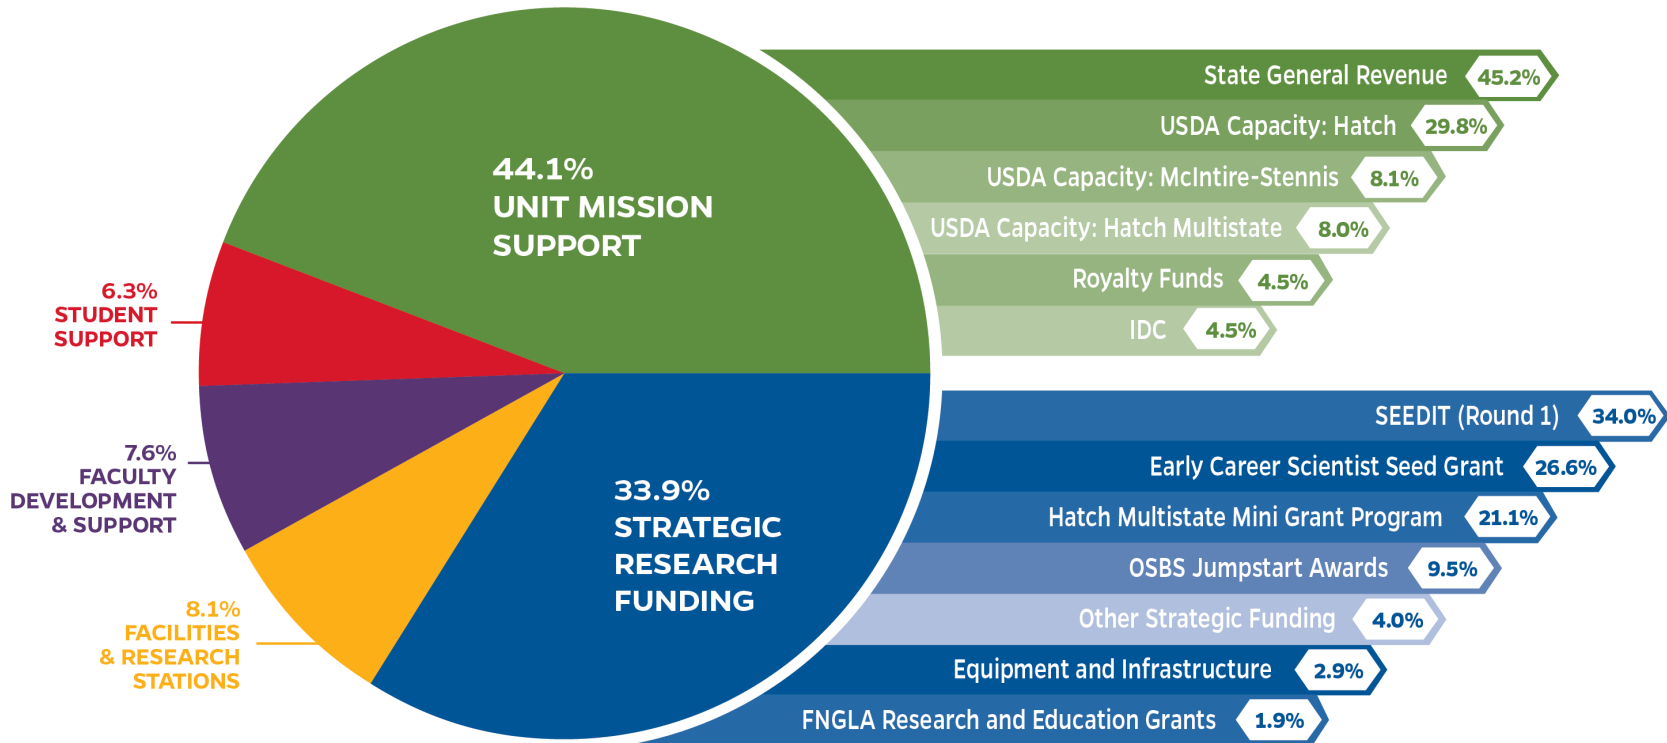 44.1%
UNIT MISSION
SUPPORT
6.3%
STUDENT
SUPPORT
7.6%
FACULTY
DEVELOPMENT
& SUPPORT
8.1%
FACILITIES
& RESEARCH
STATIONS
33.9%
STRATEGIC
RESEARCH
FUNDING
State General Revenue 45.2%
USDA Capacity: Hatch 29.8%
USDA Capacity: McIntire-Stennis 8.1%
USDA Capacity: Hatch Multistate 8.0%
Royalty Funds 4.5%
IDC 4.5%
SEEDIT (Round 1) 34.0%
Early Career Scientist Seed Grant 26.6%
Hatch Multistate Mini Grant Program 21.1%
OSBS Jumpstart Awards 9.5%
Other Strategic Funding 4.0%
Equipment and Infrastructure 2.9%
FNGLA Research and Education Grants 1.9%